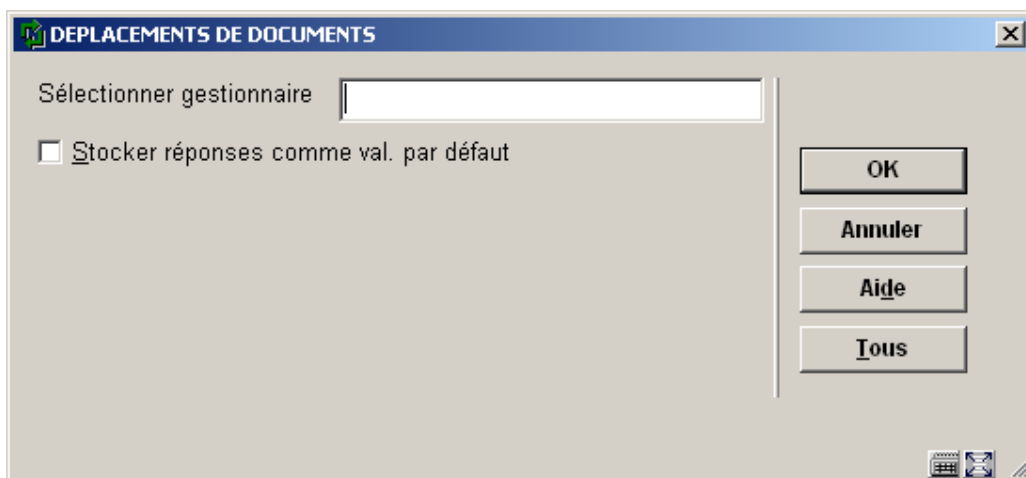 DEPLACEMENTS DE DOCUMENTS
Sélectionner gestionnaire
Stocker réponses comme val. par défaut
OK
Annuler
Aide
Tous